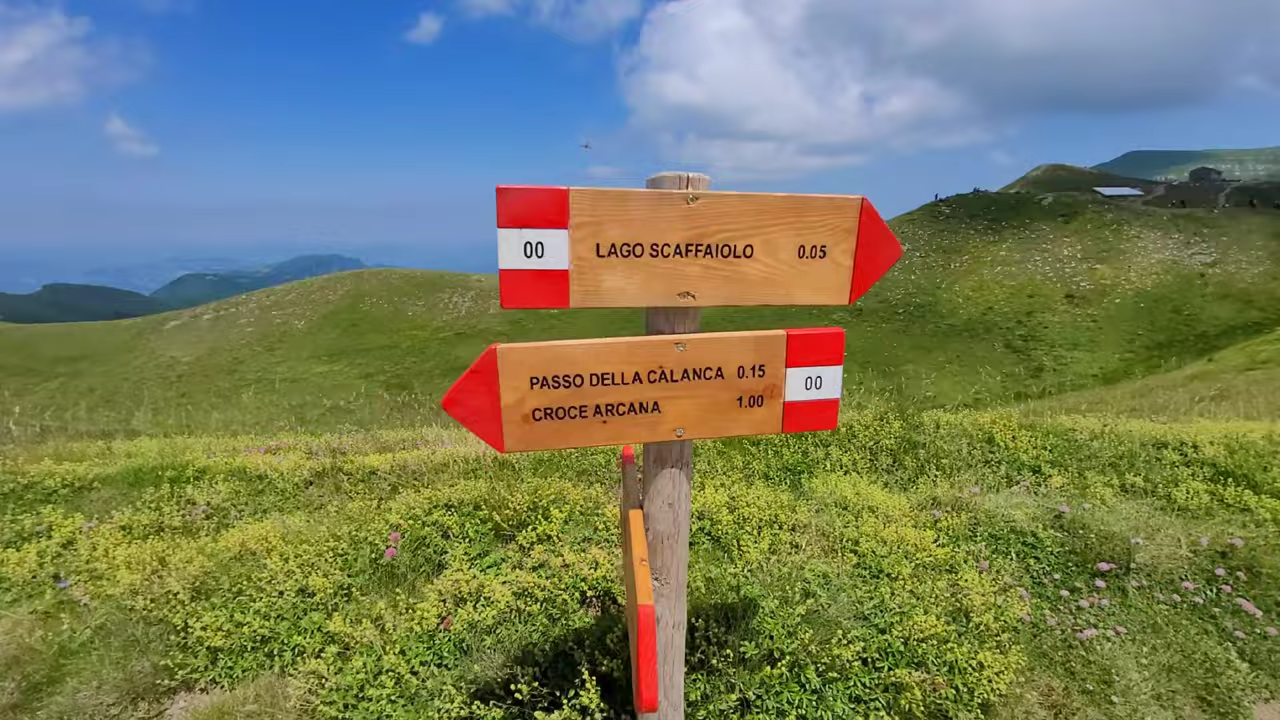 00 LAGO SCAFFAIOLO 0.05
PASSO DELLA CALANCA 0.15 00
CROCE ARCANA 1.00